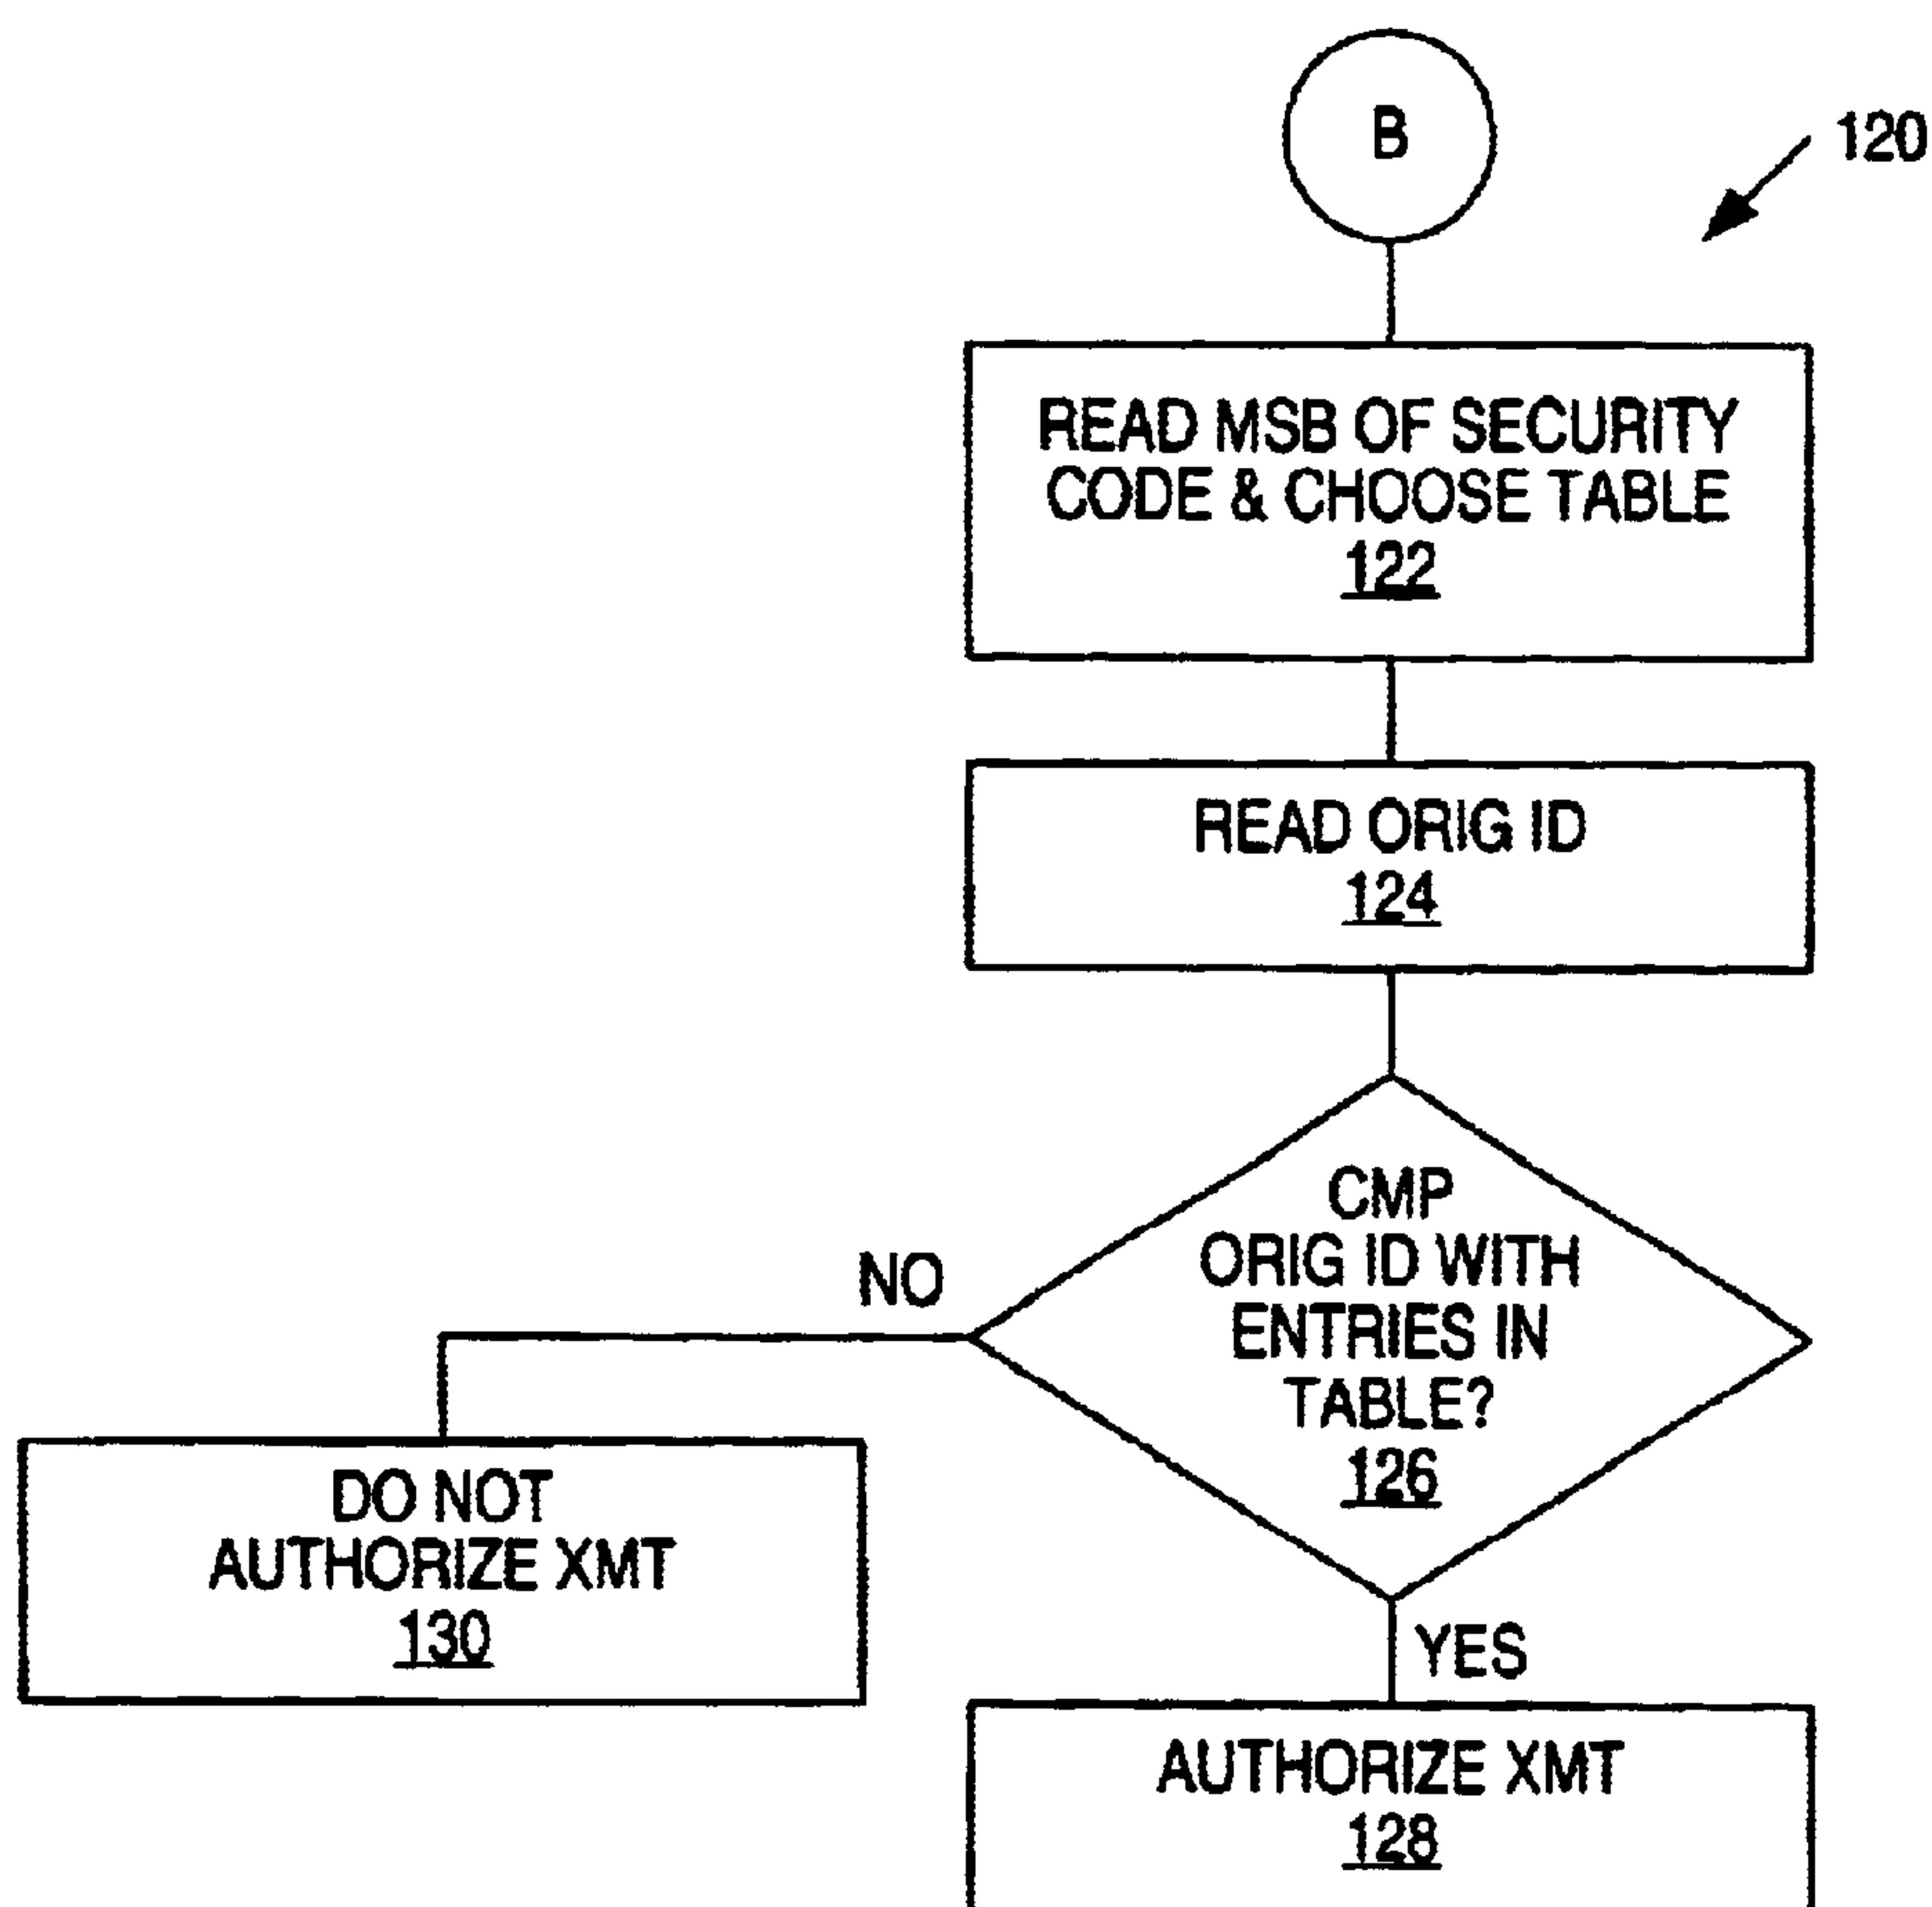 B
120
READ MSB OF SECURITY
CODE & CHOOSE TABLE
122
READ ORIG ID
124
CMP
ORIG ID WITH
ENTRIES IN
TABLE?
126
NO
DO NOT
AUTHORIZE XMT
130
YES
AUTHORIZE XMT
128